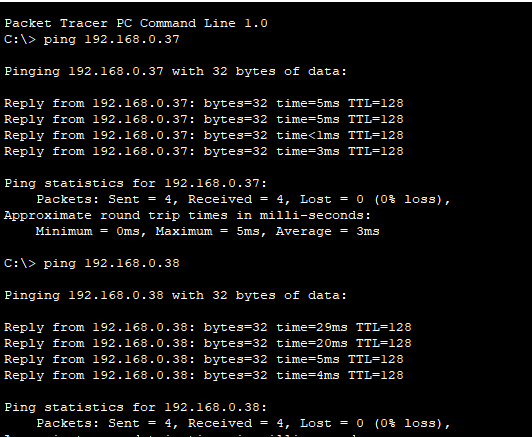 Packet Tracer PC Command Line 1.0
C:\> ping 192.168.0.37
Pinging 192.168.0.37 with 32 bytes of data:
Reply from 192.168.0.37: bytes=32 time=5ms TTL=128
Reply from 192.168.0.37: bytes=32 time=5ms TTL=128
Reply from 192.168.0.37: bytes=32 time<1ms TTL=128
Reply from 192.168.0.37: bytes=32 time=3ms TTL=128
Ping statistics for 192.168.0.37:
Packets: Sent = 4, Received = 4, Lost = 0 (0% loss),
Approximate round trip times in milli-seconds:
Minimum = 0ms, Maximum = 5ms, Average = 3ms
C:\> ping 192.168.0.38
Pinging 192.168.0.38 with 32 bytes of data:
Reply from 192.168.0.38: bytes=32 time=29ms TTL=128
Reply from 192.168.0.38: bytes=32 time=20ms TTL=128
Reply from 192.168.0.38: bytes=32 time=5ms TTL=128
Reply from 192.168.0.38: bytes=32 time=4ms TTL=128
Ping statistics for 192.168.0.38:
Packets: Sent = 4, Received = 4, Lost = 0 (0% loss),